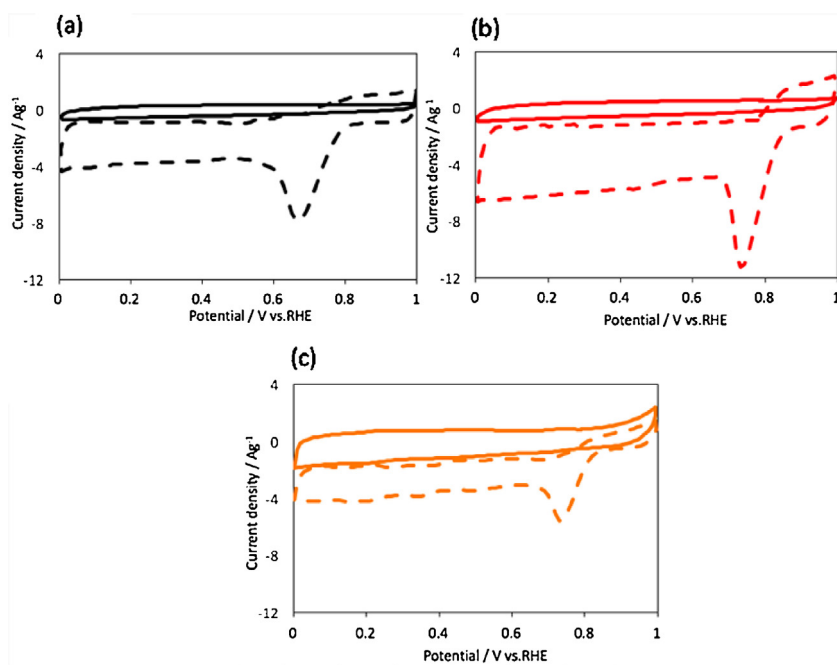 (a)
4
0
-4
-8
-12
Current density / Ag-1
0 0.2 0.4 0.6 0.8 1
Potential / V vs.RHE
(b)
4
0
-4
-8
-12
Current density / Ag-1
0 0.2 0.4 0.6 0.8 1
Potential / V vs.RHE
(c)
4
0
-4
-8
-12
Current density / Ag-1
0 0.2 0.4 0.6 0.8 1
Potential / V vs.RHE